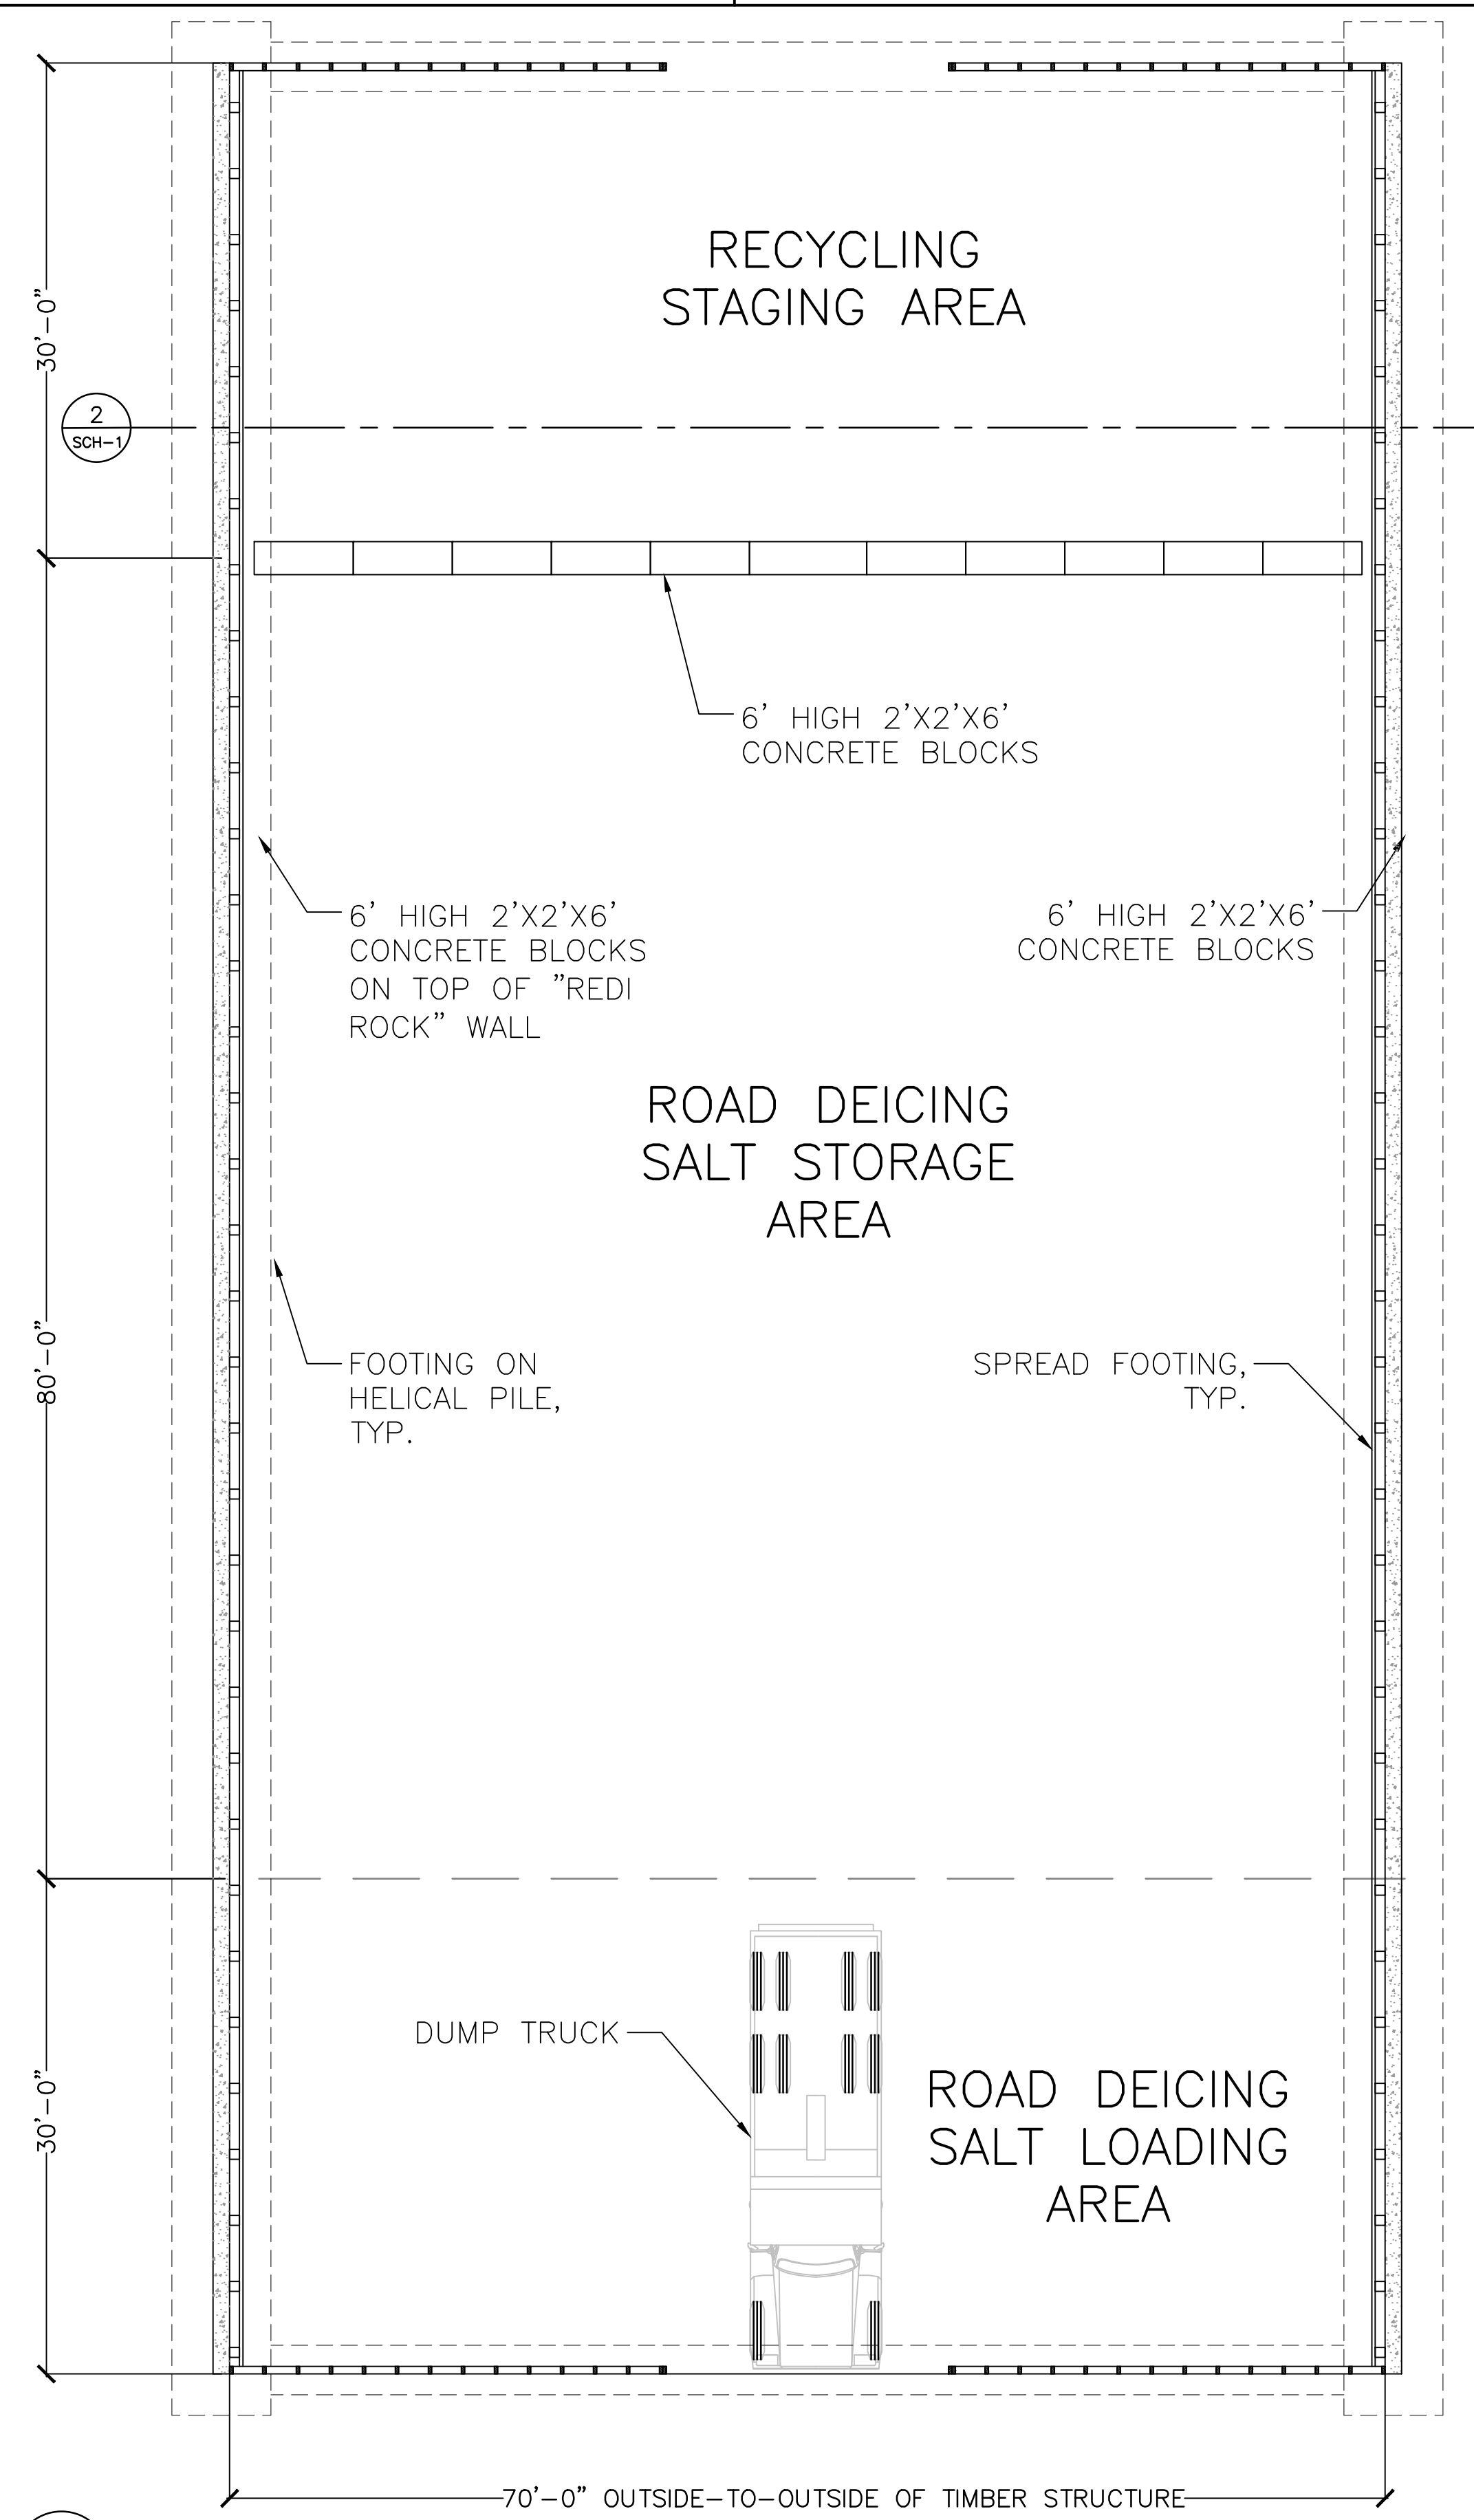 RECYCLING
STAGING AREA
30'-0"
2
SCH-1
6' HIGH 2'X2'X6'
CONCRETE BLOCKS
6' HIGH 2'X2'X6'
CONCRETE BLOCKS
ON TOP OF "REDI
ROCK" WALL
6' HIGH 2'X2'X6'
CONCRETE BLOCKS
ROAD DEICING
SALT STORAGE
AREA
80'-0"
FOOTING ON
HELICAL PILE,
TYP.
SPREAD FOOTING,
TYP.
DUMP TRUCK
ROAD DEICING
SALT LOADING
AREA
30'-0"
70'-0" OUTSIDE-TO-OUTSIDE OF TIMBER STRUCTURE